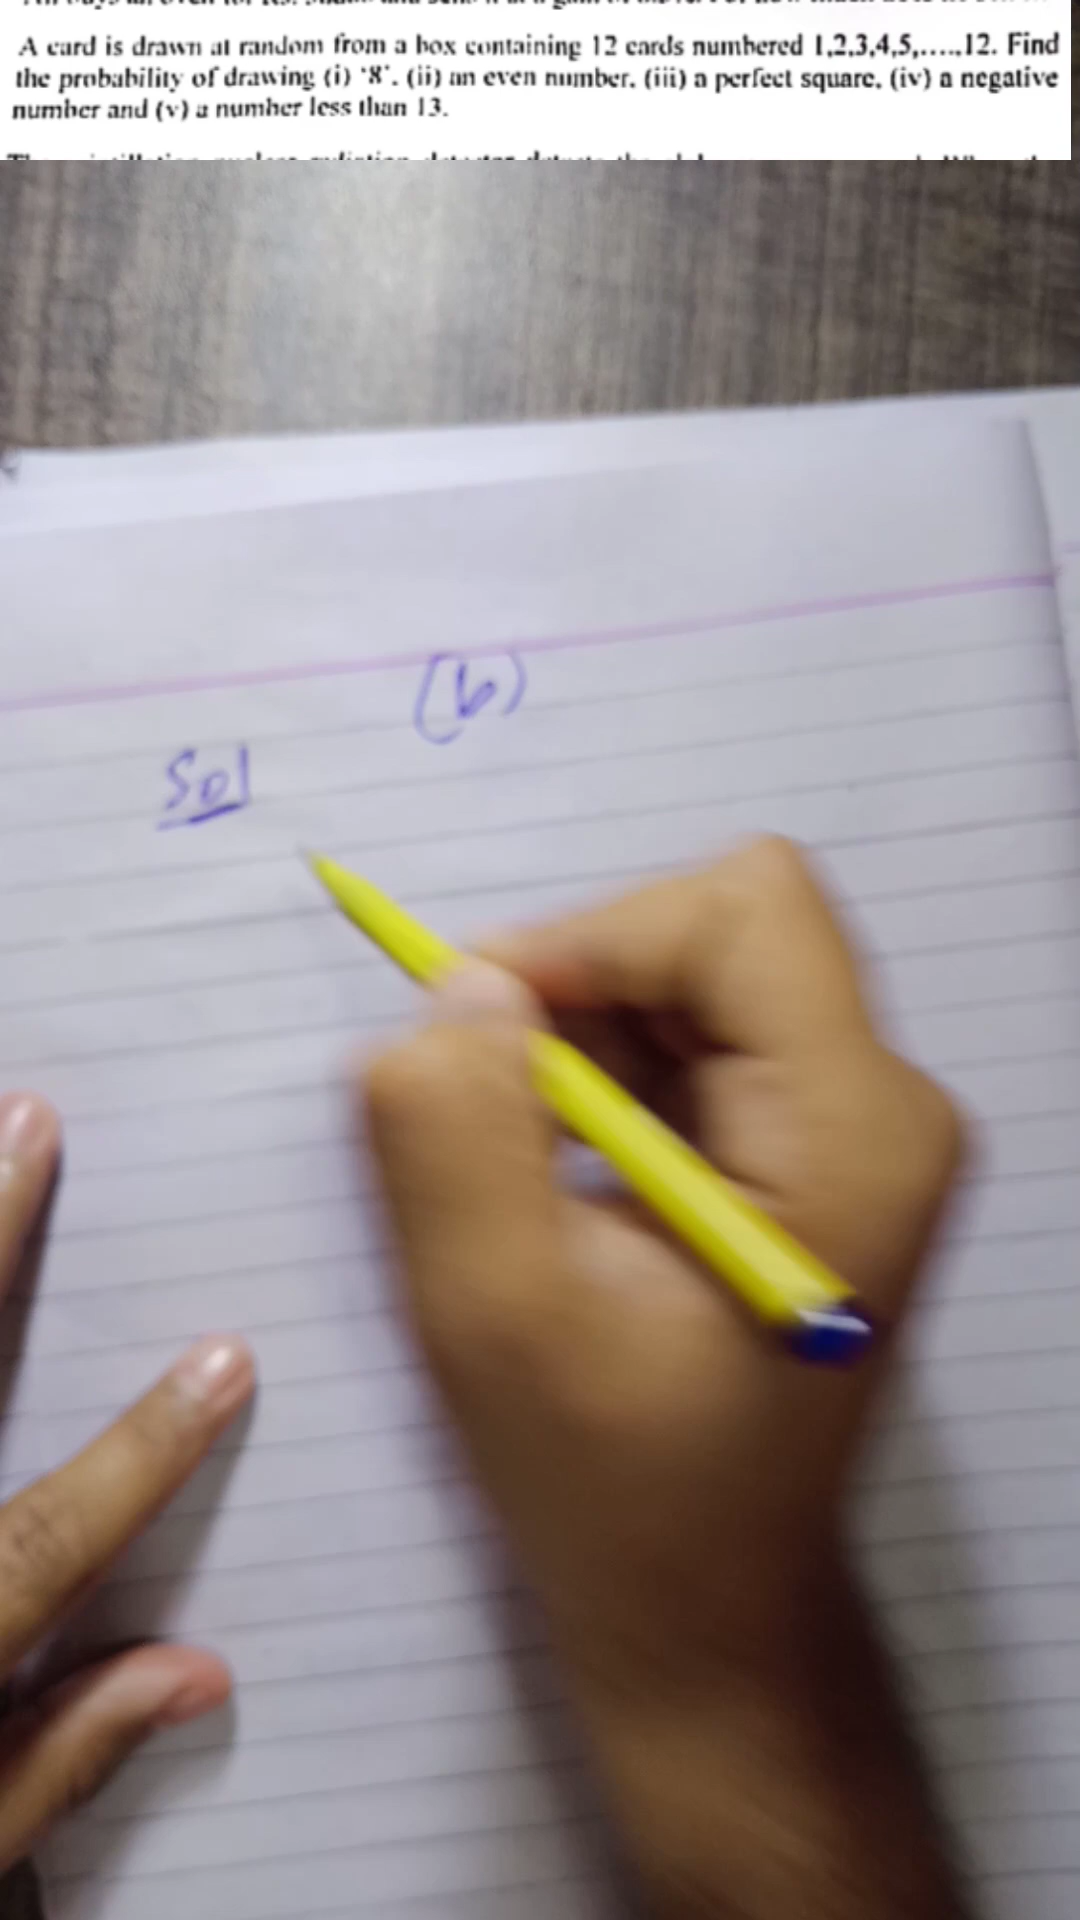 A card is drawn at random from a box containing 12 cards numbered 1,2,3,4,5,.....12. Find
the probability of drawing (i) '8'. (ii) an even number. (iii) a perfect square. (iv) a negative
number and (v) a number less than 13.
(b)
Sol